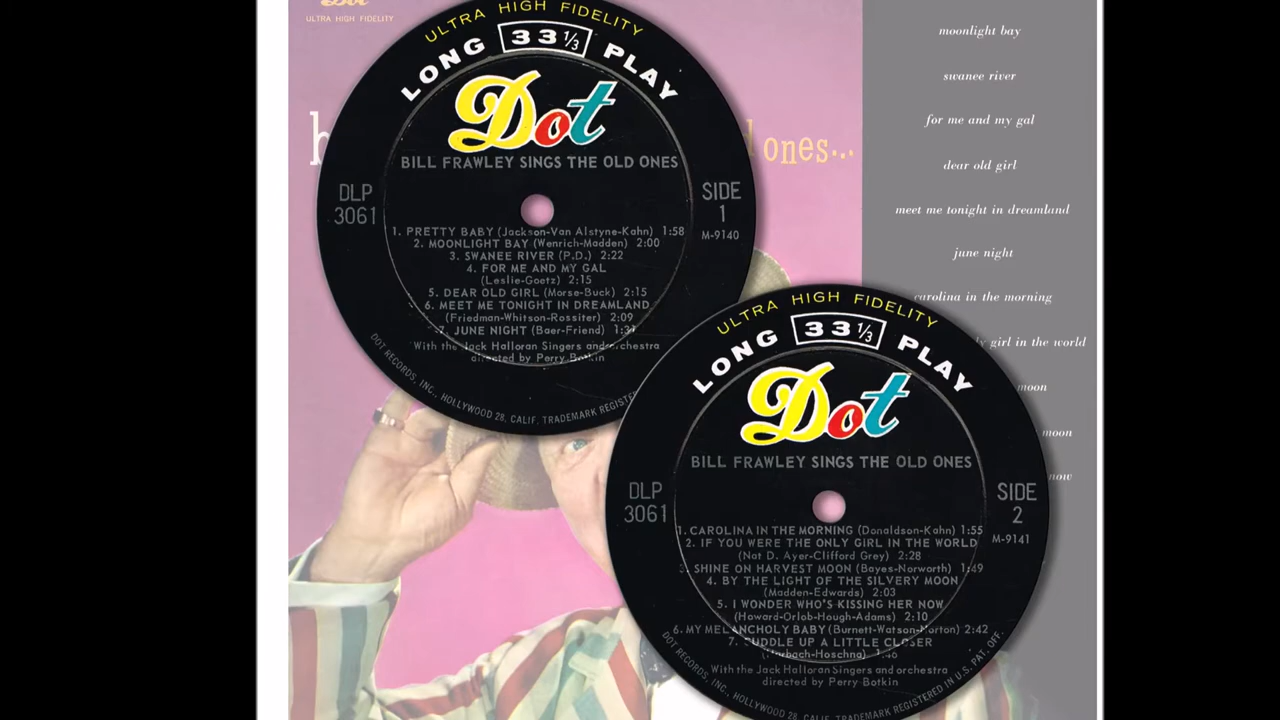 Dot
ULTRA HIGH FIDELITY
ones...
moonlight bay
swanee river
for me and my gal
dear old girl
meet me tonight in dreamland
june night
carolina in the morning
girl in the world
moon
moon
now
ULTRA HIGH FIDELITY
LONG 33 1/3 PLAY
Dot
BILL FRAWLEY SINGS THE OLD ONES
DLP
3061
SIDE
1
M-9140
1. PRETTY BABY (Jackson-Van Alstyne-Kahn) 1:58
2. MOONLIGHT BAY (Wenrich-Madden) 2:00
3. SWANEE RIVER (P.D.) 2:22
4. FOR ME AND MY GAL
(Leslie-Goetz) 2:15
5. DEAR OLD GIRL (Morse-Buck) 2:15
6. MEET ME TONIGHT IN DREAMLAND
(Friedman-Whitson-Rossiter) 2:09
7. JUNE NIGHT (Baer-Friend) 1:31
With the Jack Halloran Singers and orchestra
directed by Perry Botkin
DOT RECORDS, INC., HOLLYWOOD 28, CALIF. TRADEMARK
ULTRA HIGH FIDELITY
LONG 33 1/3 PLAY
Dot
BILL FRAWLEY SINGS THE OLD ONES
DLP
3061
SIDE
2
M-9141
1. CAROLINA IN THE MORNING (Donaldson-Kahn) 1:55
2. IF YOU WERE THE ONLY GIRL IN THE WORLD
(Nat D. Ayer-Clifford Grey) 2:28
3. SHINE ON HARVEST MOON (Bayes-Norworth) 1:49
4. BY THE LIGHT OF THE SILVERY MOON
(Madden-Edwards) 2:03
5. I WONDER WHO'S KISSING HER NOW
(Howard-Orlob-Hough-Adams) 2:10
6. MY MELANCHOLY BABY (Burnett-Watson-Norton) 2:42
7. CUDDLE UP A LITTLE CLOSER
With the Jack Halloran Singers and orchestra
directed by Perry Botkin
DOT RECORDS, INC., HOLLYWOOD 28, CALIF. TRADEMARK REGISTERED IN U.S. PAT. OFF.